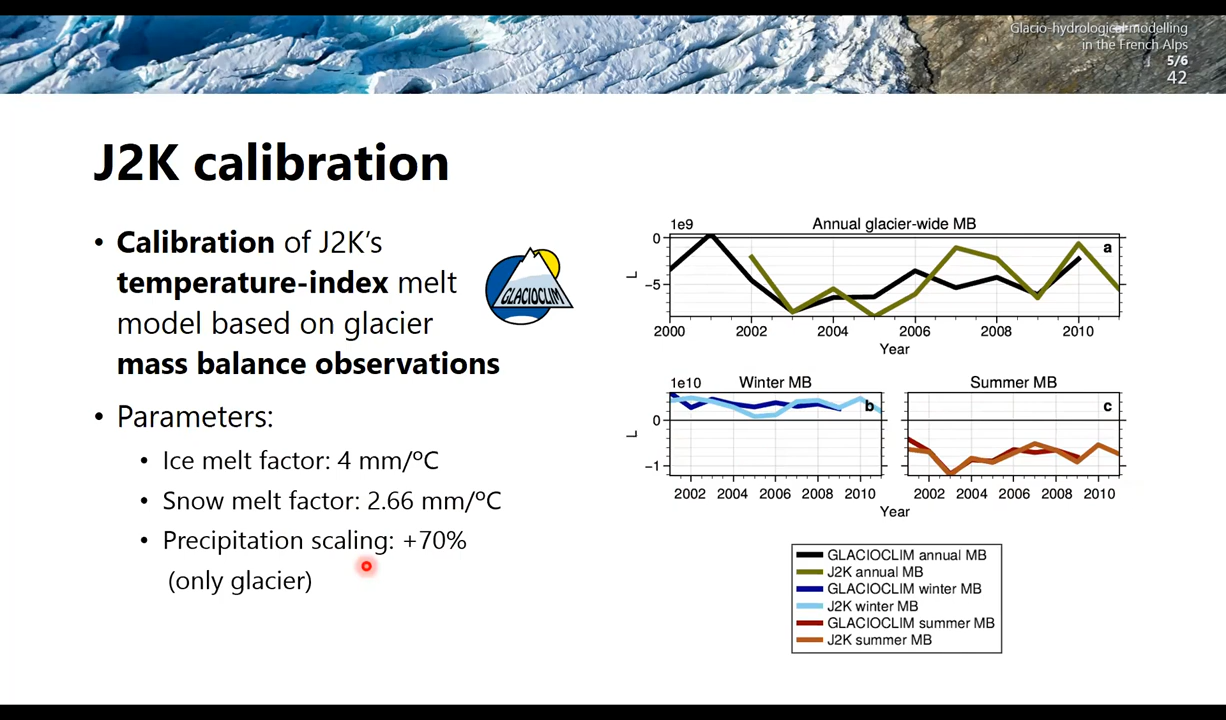 Glacio-hydrological modelling
in the French Alps
5/6
42
J2K calibration
• Calibration of J2K's
temperature-index melt
model based on glacier
mass balance observations
GLACIOCLIM
• Parameters:
• Ice melt factor: 4 mm/ºC
• Snow melt factor: 2.66 mm/ºC
• Precipitation scaling: +70%
(only glacier)
1e9
Annual glacier-wide MB
a
0
−5
L
2000 2002 2004 2006 2008 2010
Year
1e10
Winter MB
b
0
−1
L
2002 2004 2006 2008 2010
Summer MB
c
2002 2004 2006 2008 2010
Year
GLACIOCLIM annual MB
J2K annual MB
GLACIOCLIM winter MB
J2K winter MB
GLACIOCLIM summer MB
J2K summer MB